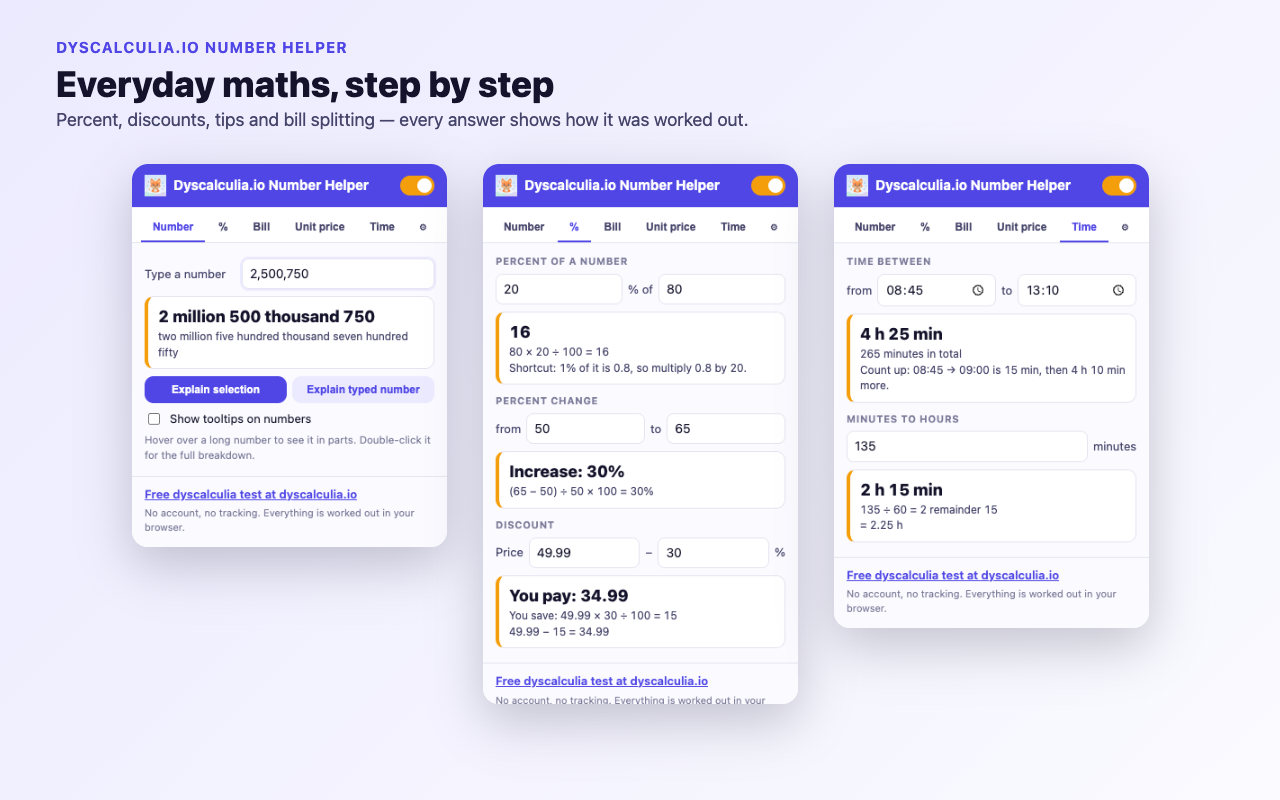 DYSCALCULIA.IO NUMBER HELPER
Everyday maths, step by step
Percent, discounts, tips and bill splitting — every answer shows how it was worked out.
Dyscalculia.io Number Helper
Number % Bill Unit price Time ⚙
Type a number 2,500,750
2 million 500 thousand 750
two million five hundred thousand seven hundred
fifty
Explain selection Explain typed number
Show tooltips on numbers
Hover over a long number to see it in parts. Double-click it
for the full breakdown.
Free dyscalculia test at dyscalculia.io
No account, no tracking. Everything is worked out in your
browser.
Dyscalculia.io Number Helper
Number % Bill Unit price Time ⚙
PERCENT OF A NUMBER
20 % of 80
16
80 × 20 ÷ 100 = 16
Shortcut: 1% of it is 0.8, so multiply 0.8 by 20.
PERCENT CHANGE
from 50 to 65
Increase: 30%
(65 − 50) ÷ 50 × 100 = 30%
DISCOUNT
Price 49.99 − 30 %
You pay: 34.99
You save: 49.99 × 30 ÷ 100 = 15
49.99 − 15 = 34.99
Free dyscalculia test at dyscalculia.io
No account, no tracking. Everything is worked out in your
Dyscalculia.io Number Helper
Number % Bill Unit price Time ⚙
TIME BETWEEN
from 08:45 to 13:10
4 h 25 min
265 minutes in total
Count up: 08:45 → 09:00 is 15 min, then 4 h 10 min
more.
MINUTES TO HOURS
135 minutes
2 h 15 min
135 ÷ 60 = 2 remainder 15
= 2.25 h
Free dyscalculia test at dyscalculia.io
No account, no tracking. Everything is worked out in your
browser.